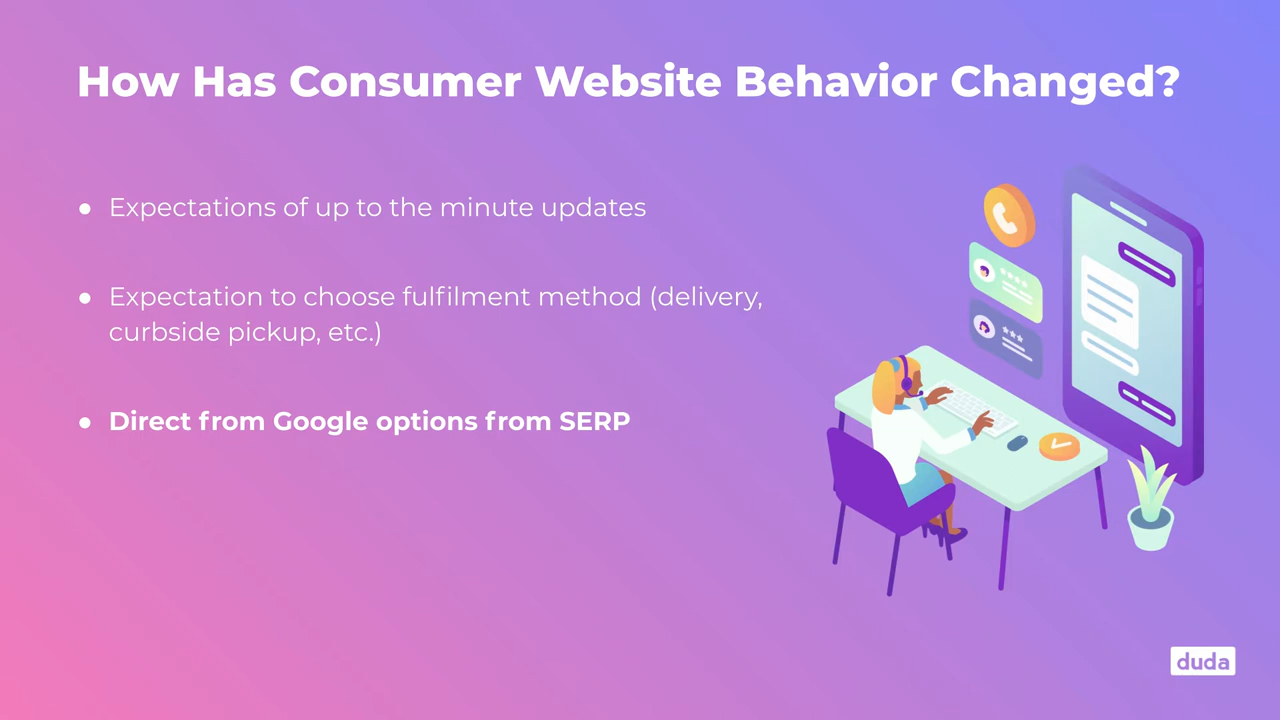 How Has Consumer Website Behavior Changed?
● Expectations of up to the minute updates
● Expectation to choose fulfilment method (delivery,
curbside pickup, etc.)
● Direct from Google options from SERP
duda